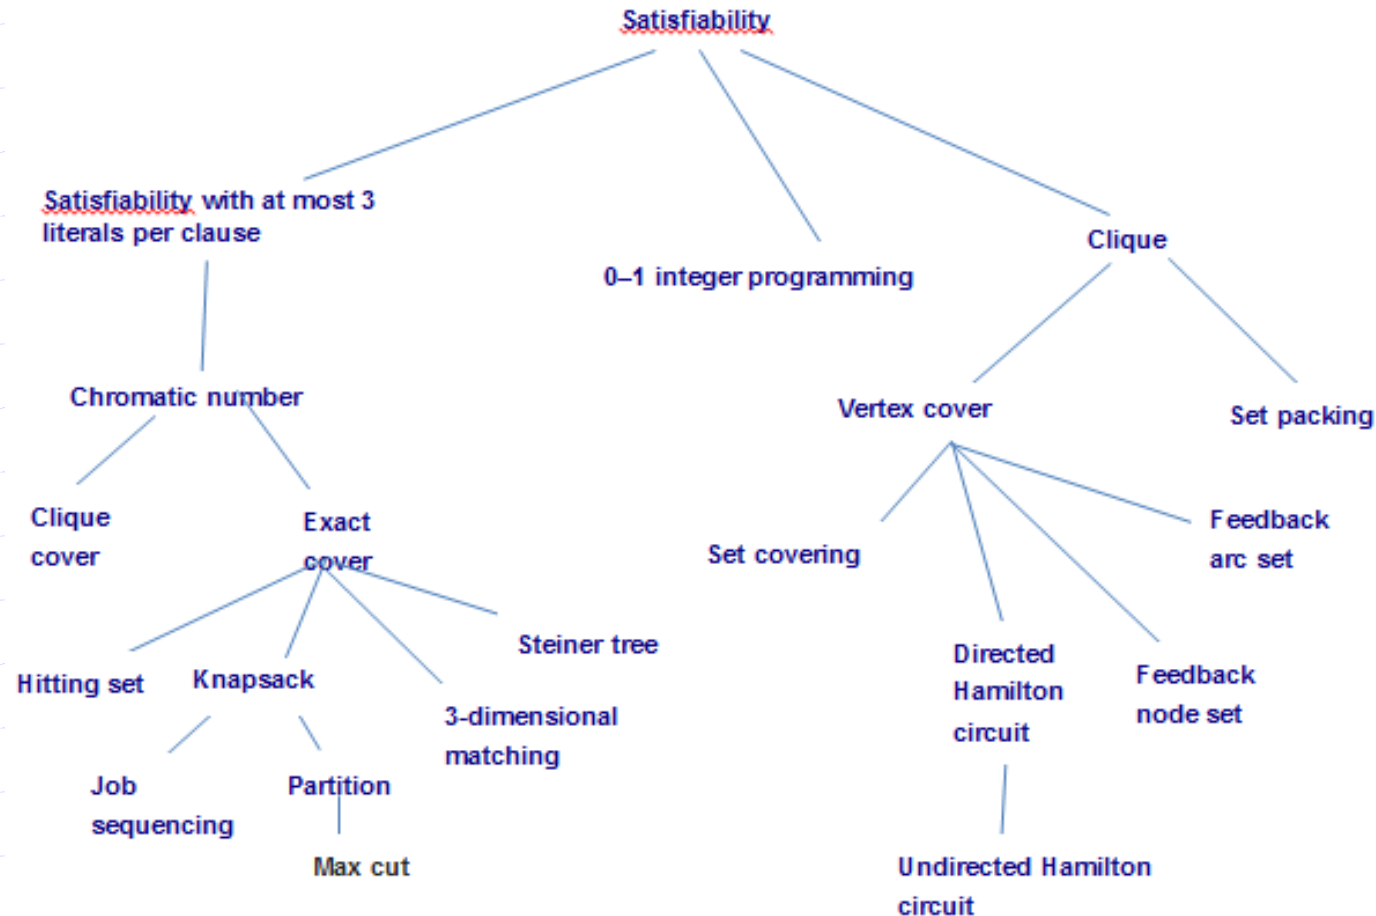 Satisfiability
Satisfiability with at most 3
literals per clause
0–1 integer programming
Clique
Chromatic number
Vertex cover
Set packing
Clique
cover
Exact
cover
Set covering
Feedback
arc set
Hitting set
Knapsack
Steiner tree
3-dimensional
matching
Directed
Hamilton
circuit
Feedback
node set
Job
sequencing
Partition
Max cut
Undirected Hamilton
circuit